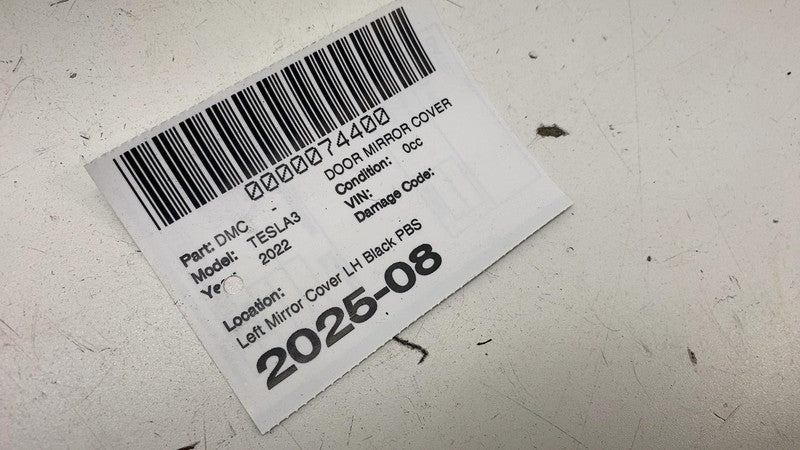 0000074400
Part: DMC - DOOR MIRROR COVER
Model: TESLA3 Condition: 0cc
Ye 2022 VIN:
Damage Code:
Location:
Left Mirror Cover LH Black PBS
2025-08